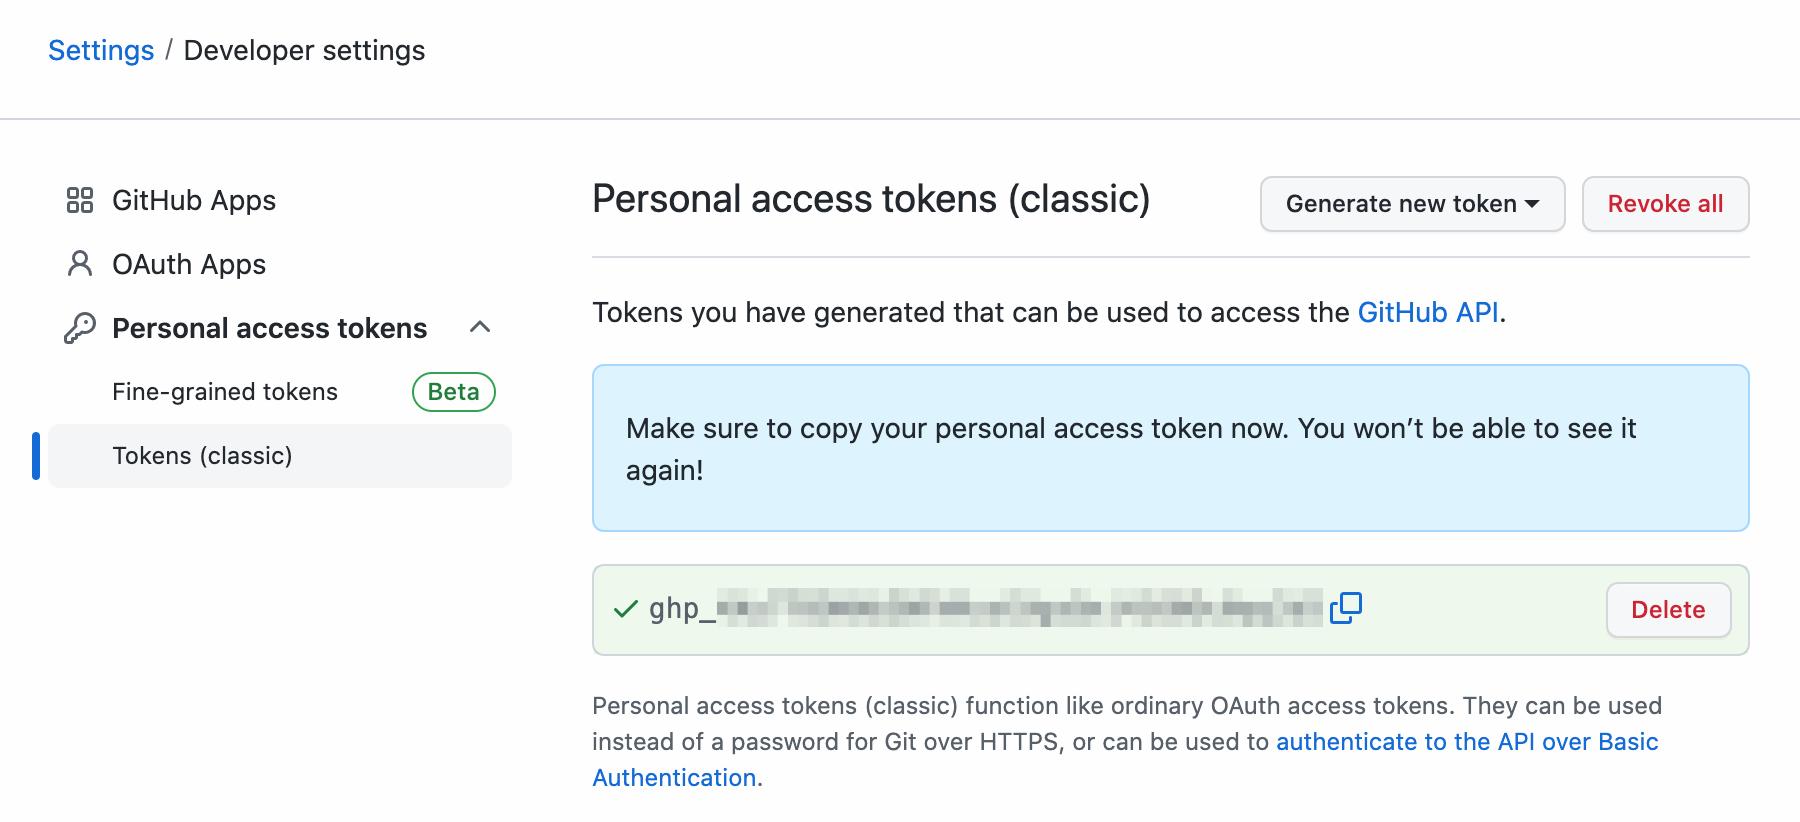 Settings / Developer settings
GitHub Apps
OAuth Apps
Personal access tokens
Fine-grained tokens Beta
Tokens (classic)
Personal access tokens (classic)
Generate new token
Revoke all
Tokens you have generated that can be used to access the GitHub API.
Make sure to copy your personal access token now. You won’t be able to see it
again!
ghp_
Delete
Personal access tokens (classic) function like ordinary OAuth access tokens. They can be used
instead of a password for Git over HTTPS, or can be used to authenticate to the API over Basic
Authentication.